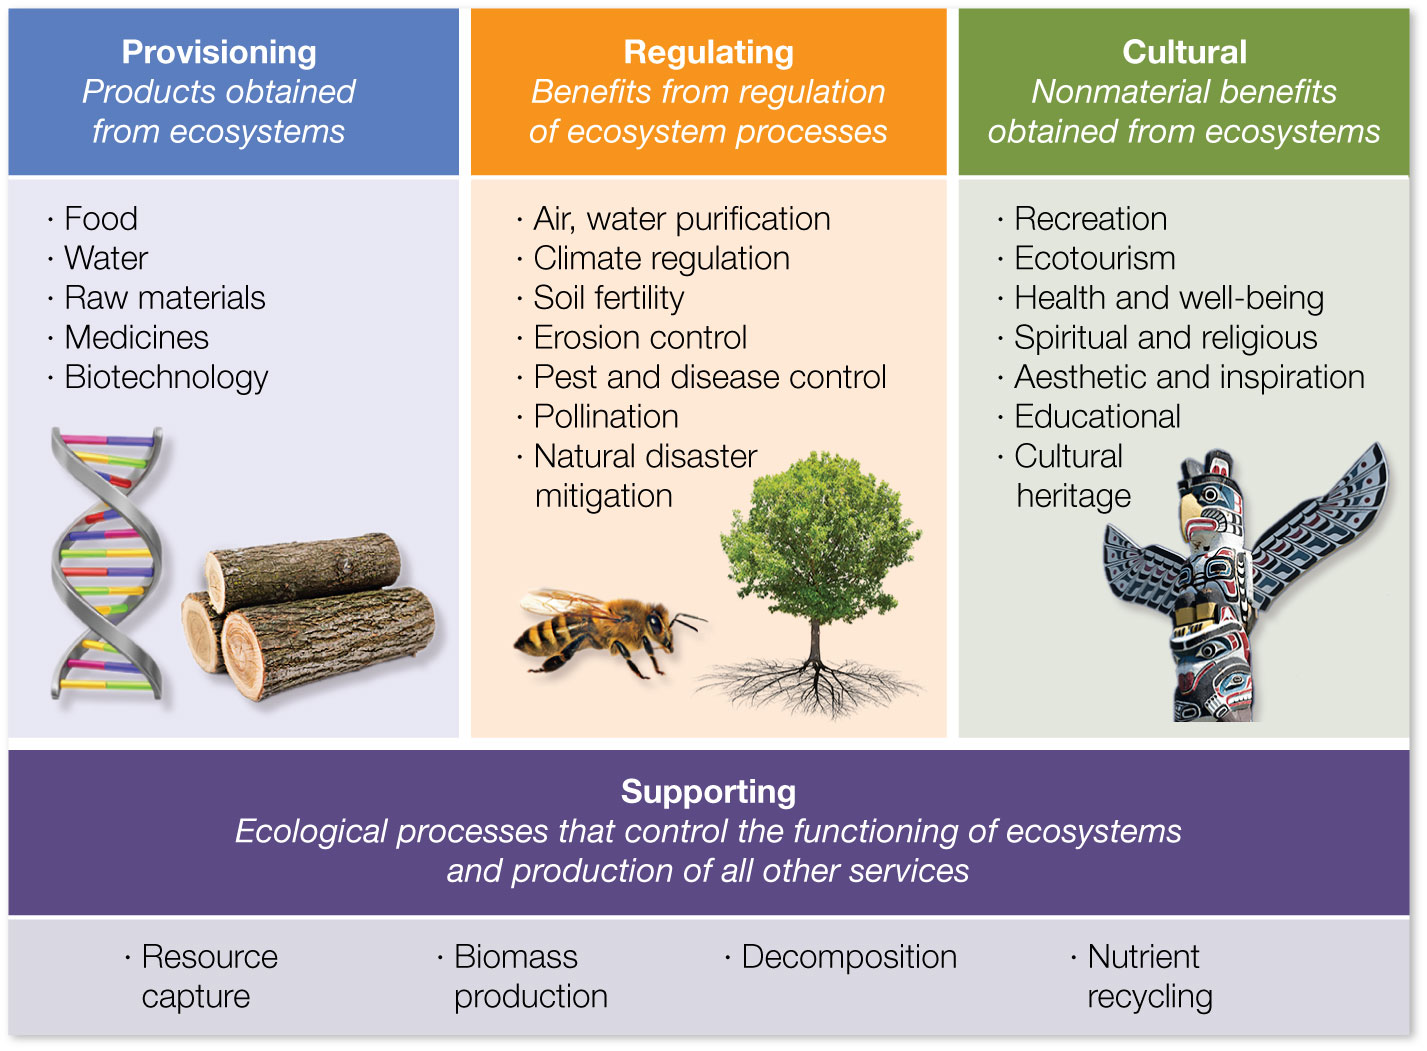 Provisioning
Products obtained
from ecosystems
· Food
· Water
· Raw materials
· Medicines
· Biotechnology
Regulating
Benefits from regulation
of ecosystem processes
· Air, water purification
· Climate regulation
· Soil fertility
· Erosion control
· Pest and disease control
· Pollination
· Natural disaster
mitigation
Cultural
Nonmaterial benefits
obtained from ecosystems
· Recreation
· Ecotourism
· Health and well-being
· Spiritual and religious
· Aesthetic and inspiration
· Educational
· Cultural
heritage
Supporting
Ecological processes that control the functioning of ecosystems
and production of all other services
· Resource
capture
· Biomass
production
· Decomposition
· Nutrient
recycling